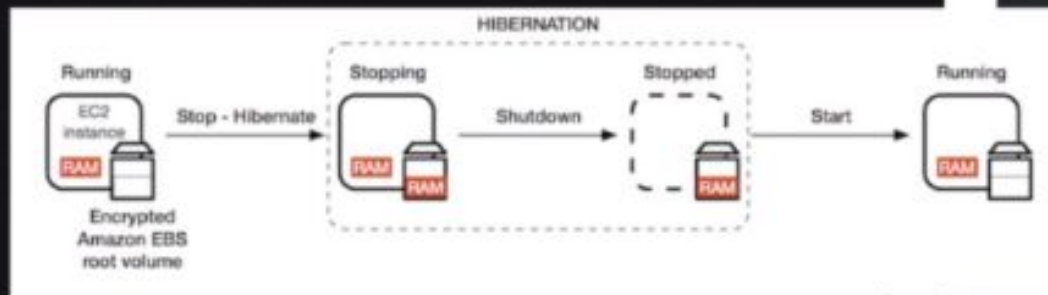 HIBERNATION
Running
Stopping
Stopped
Running
EC2
instance
RAM
Stop - Hibernate
RAM
RAM
Shutdown
RAM
Start
RAM
Encrypted
Amazon EBS
root volume